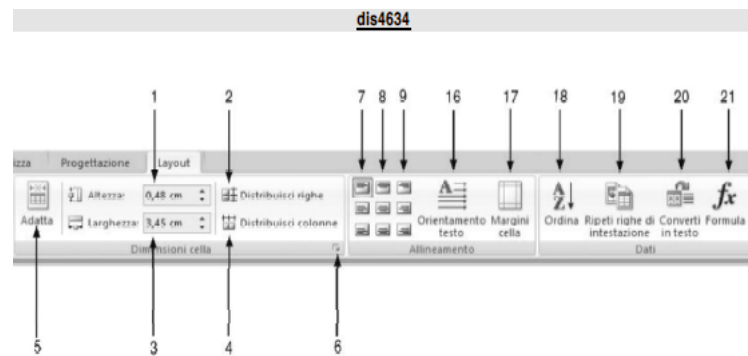 dis4634
1 2 7 8 9 16 17 18 19 20 21
izza Progettazione Layout
Altezza: 0,48 cm Distribuisci righe
Adatta Larghezza: 3,45 cm Distribuisci colonne
Orientamento testo Margini cella
Ordina Ripeti righe di intestazione Converti in testo Formula
Dimensioni cella Allineamento Dati
5 3 4 6